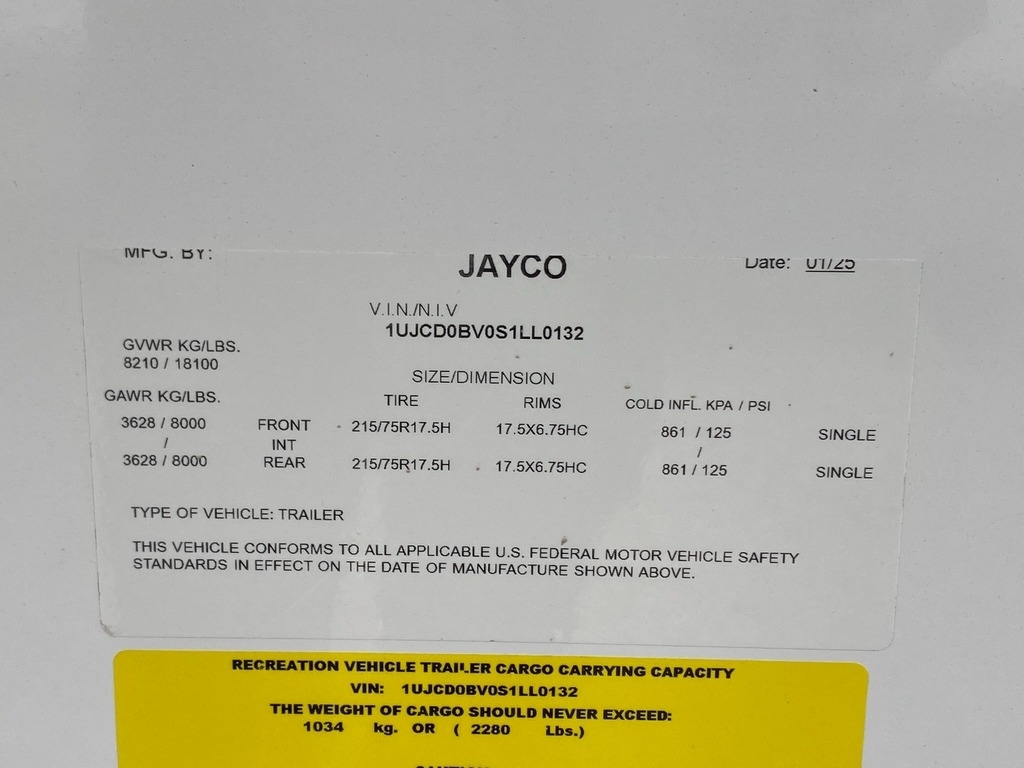 MFG. BY: JAYCO Date: 01/25
V.I.N./N.I.V
1UJCD0BV0S1LL0132
GVWR KG/LBS.
8210 / 18100
SIZE/DIMENSION
GAWR KG/LBS. TIRE RIMS COLD INFL. KPA / PSI
3628 / 8000 FRONT 215/75R17.5H 17.5X6.75HC 861 / 125 SINGLE
/ INT /
3628 / 8000 REAR 215/75R17.5H 17.5X6.75HC 861 / 125 SINGLE
TYPE OF VEHICLE: TRAILER
THIS VEHICLE CONFORMS TO ALL APPLICABLE U.S. FEDERAL MOTOR VEHICLE SAFETY
STANDARDS IN EFFECT ON THE DATE OF MANUFACTURE SHOWN ABOVE.
RECREATION VEHICLE TRAILER CARGO CARRYING CAPACITY
VIN: 1UJCD0BV0S1LL0132
THE WEIGHT OF CARGO SHOULD NEVER EXCEED:
1034 kg. OR ( 2280 Lbs.)